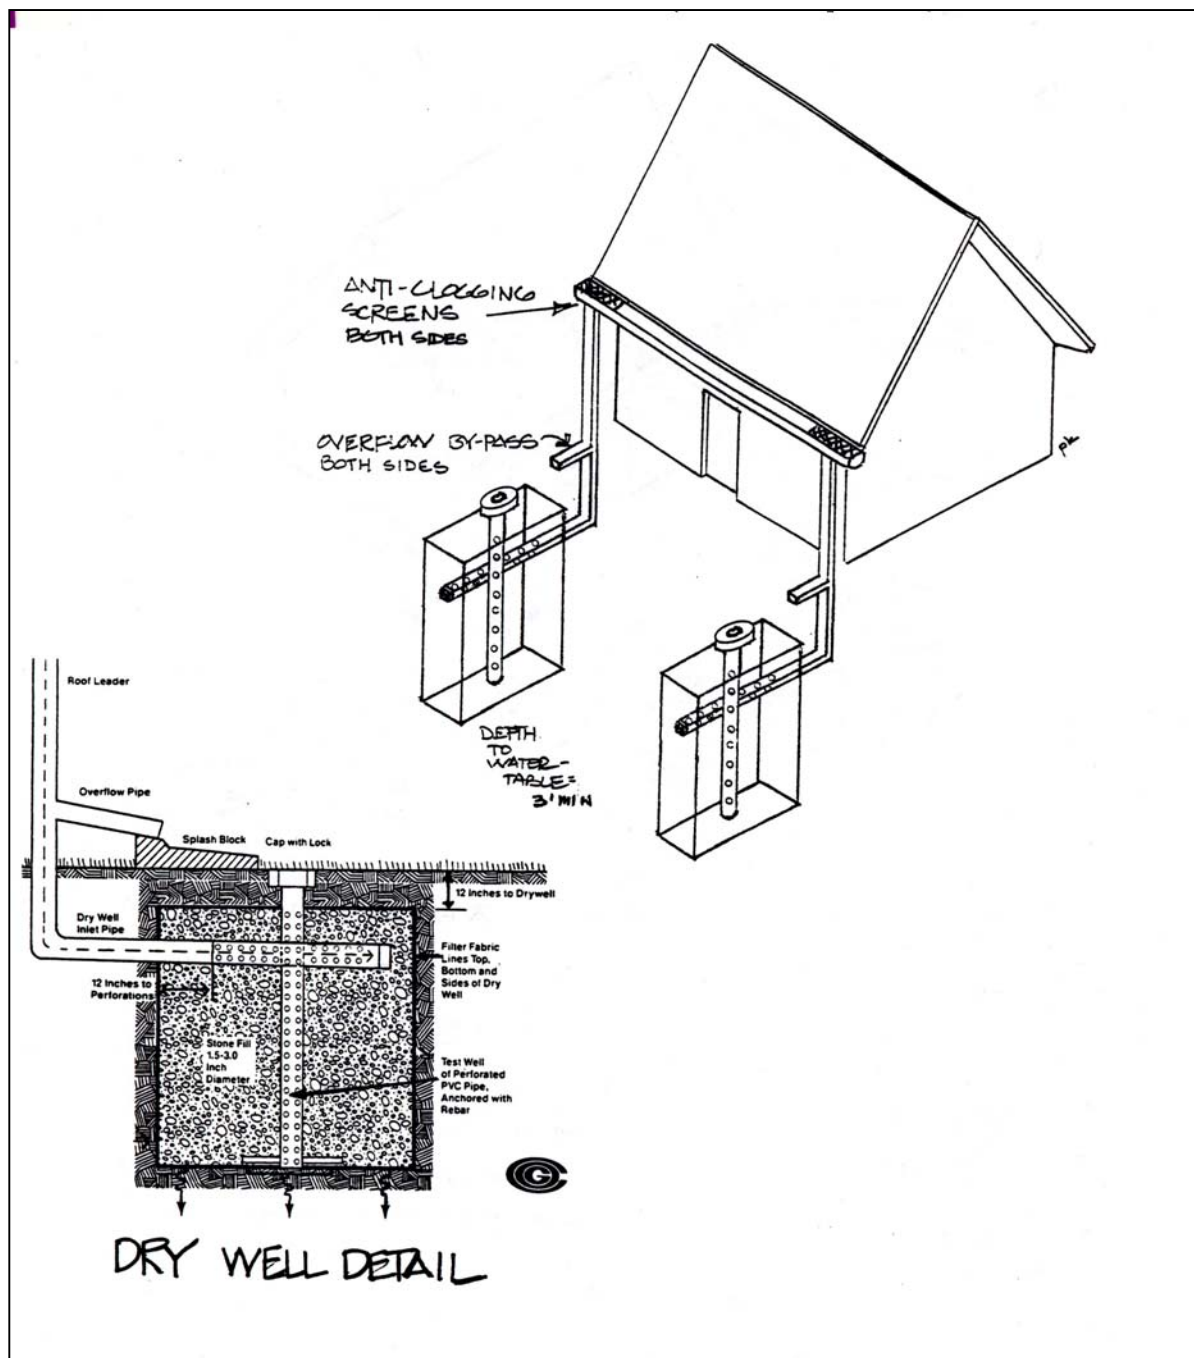 ANTI-CLOGGING
SCREENS
BOTH SIDES
OVERFLOW BY-PASS
BOTH SIDES
pk
DEPTH
TO
WATER-
TABLE=
3' MIN
Roof Leader
Overflow Pipe
Splash Block
Cap with Lock
12 Inches to Drywell
Dry Well
Inlet Pipe
Filter Fabric
Lines Top,
Bottom and
Sides of Dry
Well
12 Inches to
Perforations
Stone Fill
1.5-3.0
Inch
Diameter
Test Well
of Perforated
PVC Pipe,
Anchored with
Rebar
DRY WELL DETAIL